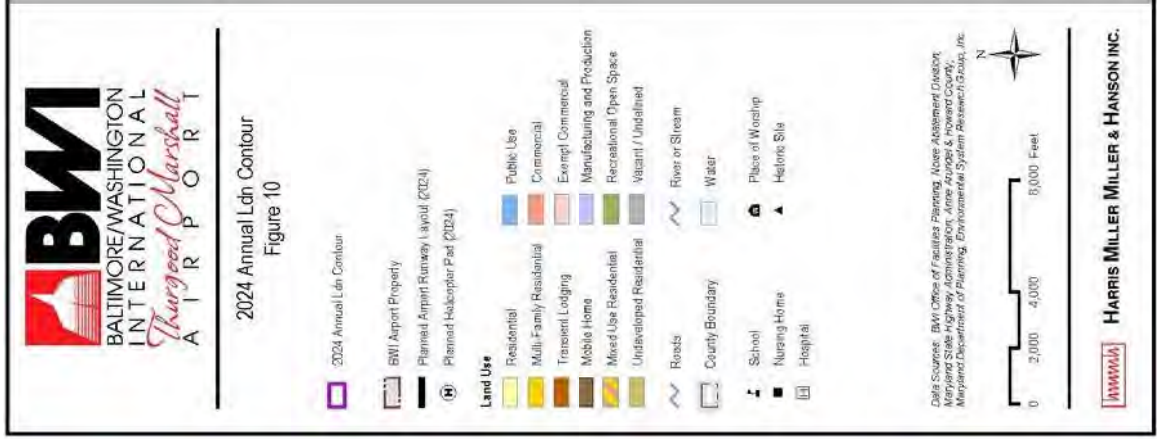 BWI
BALTIMORE/WASHINGTON
INTERNATIONAL
Thurgood Marshall
AIRPORT
2024 Annual Ldn Contour
Figure 10
2024 Annual Ldn Contour
BWI Airport Property
Planned Airport Runway Layout (2024)
H Planned Helicopter Pad (2024)
Land Use
Residential
Multi-Family Residential
Transient Lodging
Mobile Home
Mixed Use Residential
Undeveloped Residential
Public Use
Commercial
Exempt Commercial
Manufacturing and Production
Recreational Open Space
Vacant / Undefined
Roads
County Boundary
River or Stream
Water
School
Nursing Home
H Hospital
Place of Worship
Historic Site
Data Sources: BWI Office of Facilities Planning, Noise Abatement Division;
Maryland State Highway Administration; Anne Arundel & Howard County;
Maryland Department of Planning, Environmental System Research Group, Inc.
N
0 2,000 4,000 8,000 Feet
HARRIS MILLER MILLER & HANSON INC.